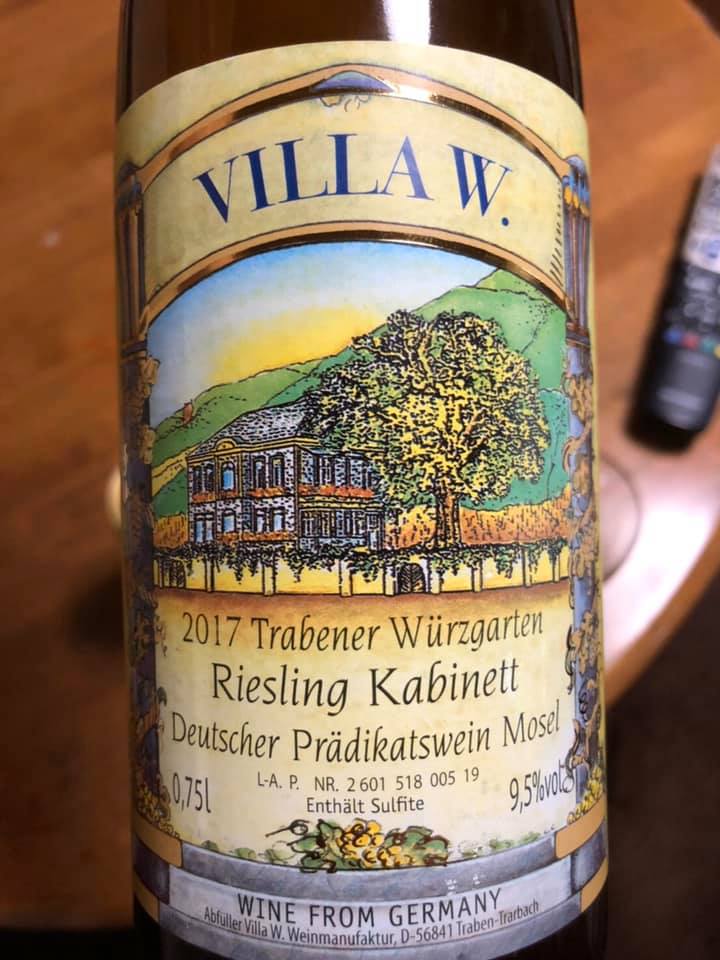 VILLA W.
2017 Trabener Würzgarten
Riesling Kabinett
Deutscher Prädikatswein Mosel
L-A. P. NR. 2 601 518 005 19
0,75l
Enthält Sulfite
9,5%vol
WINE FROM GERMANY
Abfüller Villa W. Weinmanufaktur, D-56841 Traben-Trarbach